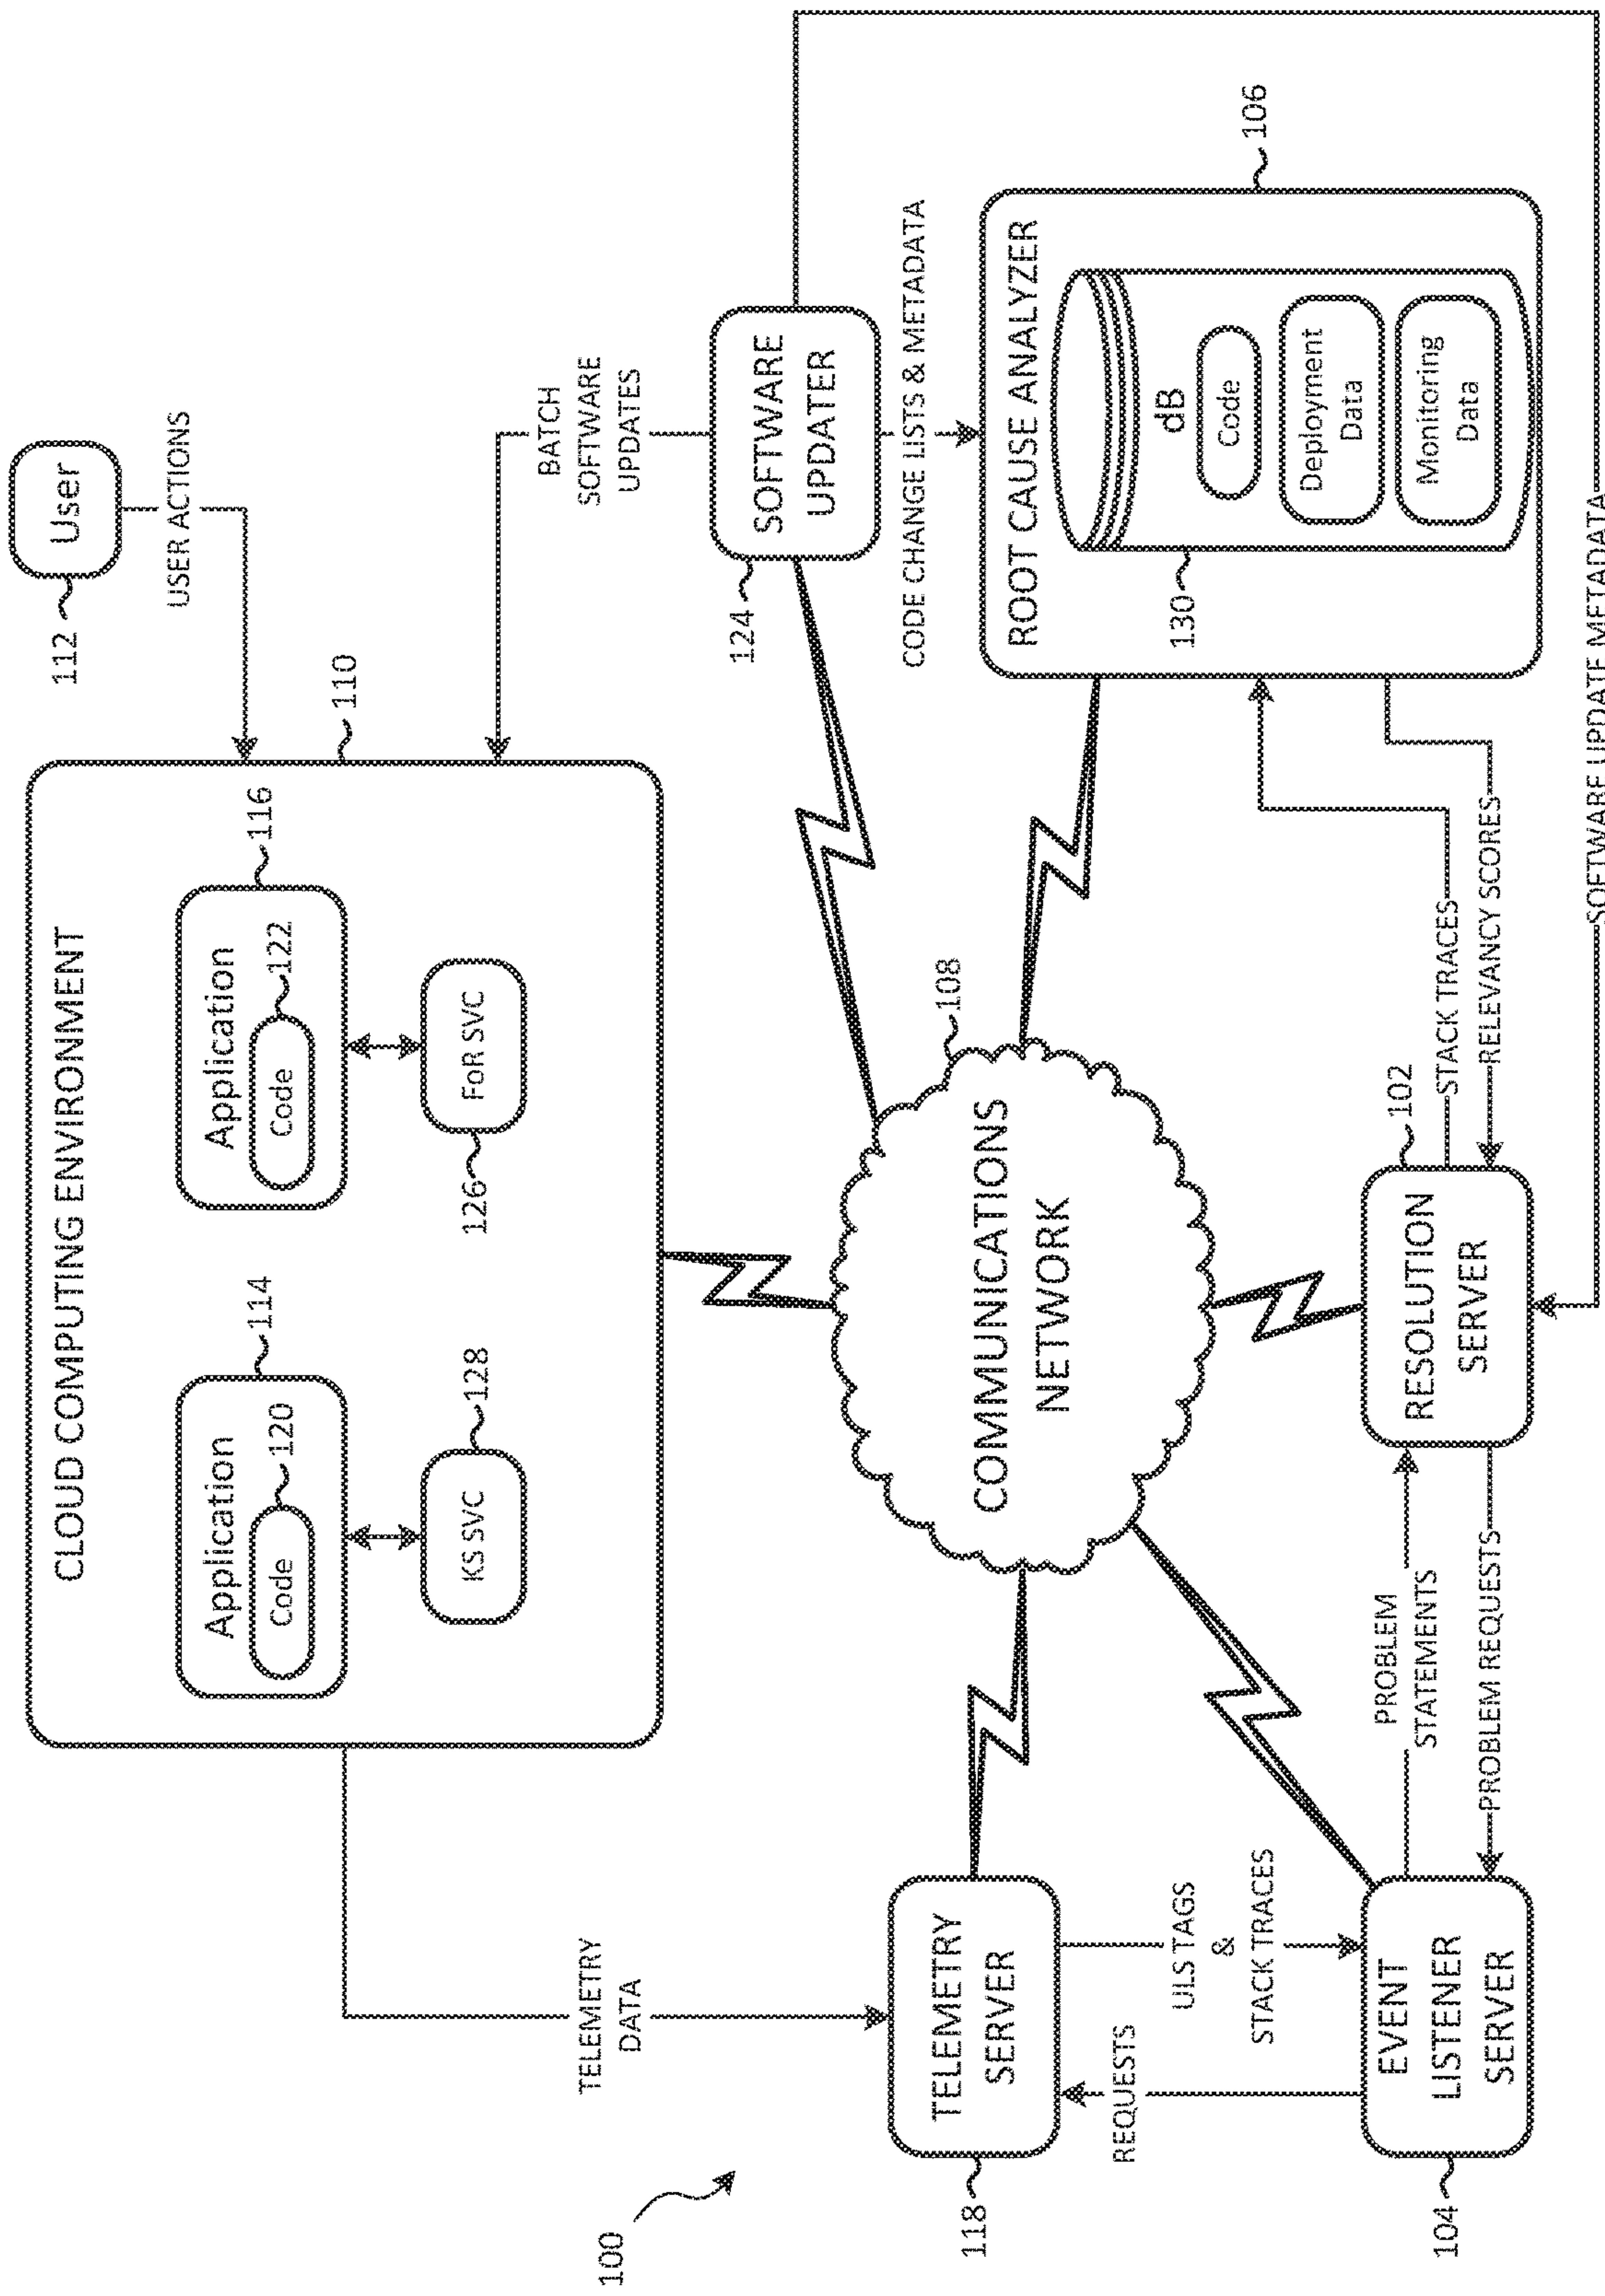 100
CLOUD COMPUTING ENVIRONMENT
110
Application
Code
120
114
KS SVC
128
Application
Code
122
116
FoR SVC
126
User
112
USER ACTIONS
BATCH
SOFTWARE
UPDATES
TELEMETRY
DATA
TELEMETRY
SERVER
118
COMMUNICATIONS
NETWORK
108
SOFTWARE
UPDATER
124
CODE CHANGE LISTS & METADATA
REQUESTS
ULS TAGS
&
STACK TRACES
EVENT
LISTENER
SERVER
104
PROBLEM
STATEMENTS
PROBLEM REQUESTS
RESOLUTION
SERVER
102
STACK TRACES
RELEVANCY SCORES
ROOT CAUSE ANALYZER
106
130
dB
Code
Deployment
Data
Monitoring
Data
SOFTWARE UPDATE METADATA